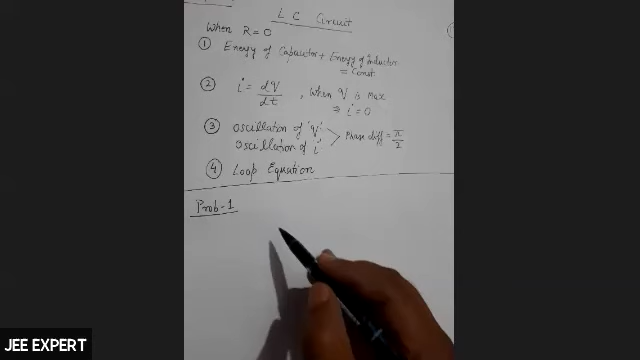 L C Circuit
When R = 0
① Energy of Capacitor + Energy of Inductor
= Const
② i = dq/dt , When q is Max
⇒ i = 0
③ Oscillation of 'q'
Oscillation of i' > Phase diff = π/2
④ Loop Equation
Prob-1
JEE EXPERT